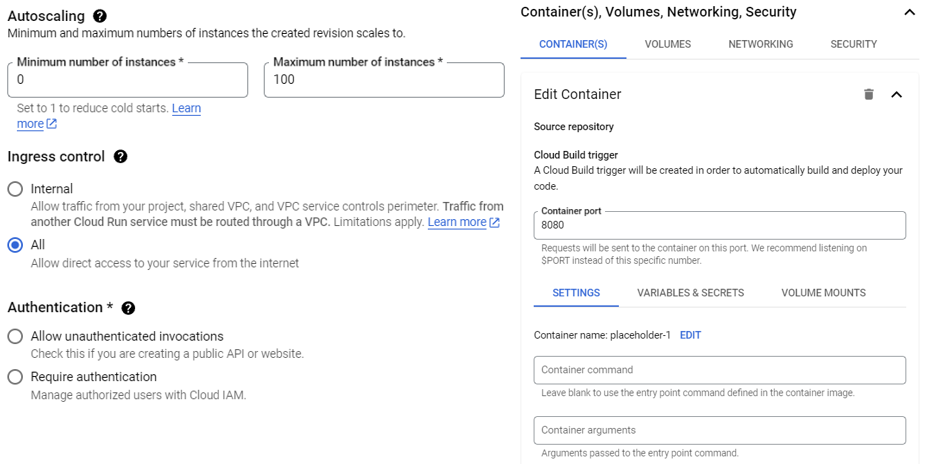 Autoscaling
Minimum and maximum numbers of instances the created revision scales to.
Minimum number of instances *
0
Maximum number of instances *
100
Set to 1 to reduce cold starts. Learn
more
Ingress control
Internal
Allow traffic from your project, shared VPC, and VPC service controls perimeter. Traffic from
another Cloud Run service must be routed through a VPC. Limitations apply. Learn more
All
Allow direct access to your service from the internet
Authentication *
Allow unauthenticated invocations
Check this if you are creating a public API or website.
Require authentication
Manage authorized users with Cloud IAM.
Container(s), Volumes, Networking, Security
CONTAINER(S)
VOLUMES
NETWORKING
SECURITY
Edit Container
Source repository
Cloud Build trigger
A Cloud Build trigger will be created in order to automatically build and deploy your
code.
Container port
8080
Requests will be sent to the container on this port. We recommend listening on
$PORT instead of this specific number.
SETTINGS
VARIABLES & SECRETS
VOLUME MOUNTS
Container name: placeholder-1 EDIT
Container command
Leave blank to use the entry point command defined in the container image.
Container arguments
Arguments passed to the entry point command.